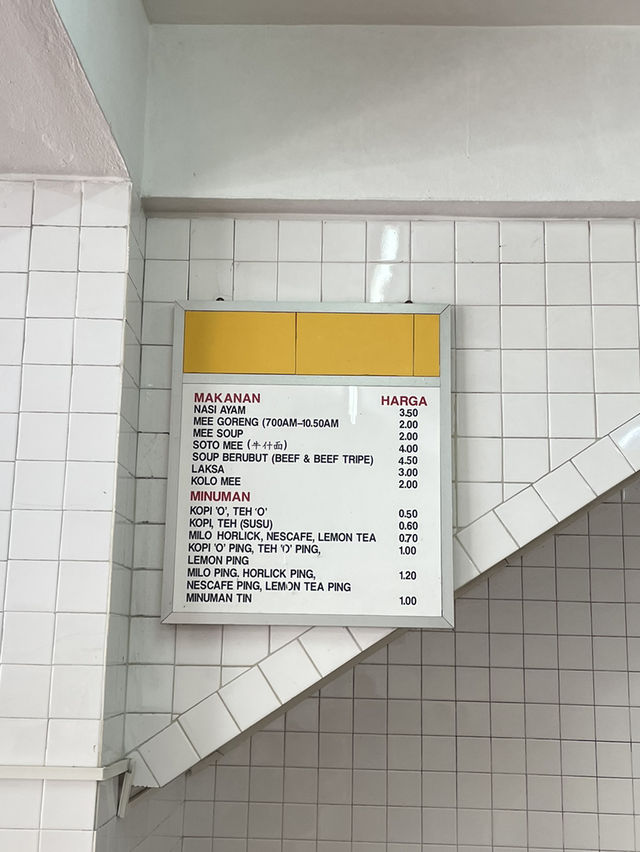 MAKANAN HARGA
NASI AYAM 3.50
MEE GORENG (700AM–10.50AM 2.00
MEE SOUP 2.00
SOTO MEE (牛什面) 4.00
SOUP BERUBUT (BEEF & BEEF TRIPE) 4.50
LAKSA 3.00
KOLO MEE 2.00
MINUMAN
KOPI 'O', TEH 'O' 0.50
KOPI, TEH (SUSU) 0.60
MILO HORLICK, NESCAFE, LEMON TEA 0.70
KOPI 'O' PING, TEH 'O' PING, 1.00
LEMON PING
MILO PING. HORLICK PING, 1.20
NESCAFE PING, LEMON TEA PING
MINUMAN TIN 1.00